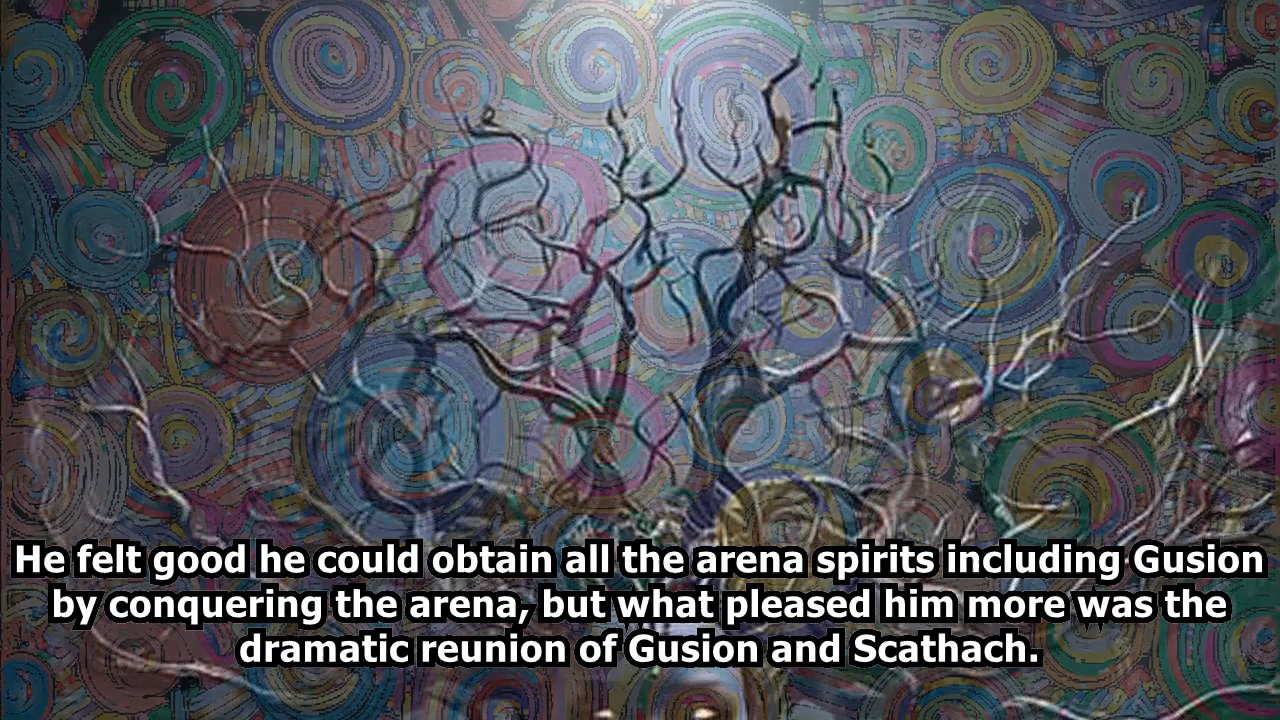 He felt good he could obtain all the arena spirits including Gusion
by conquering the arena, but what pleased him more was the
dramatic reunion of Gusion and Scathach.